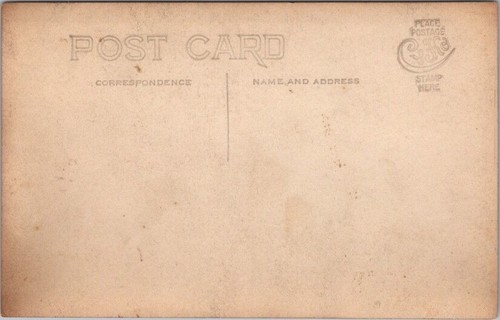 POST CARD
CORRESPONDENCE
NAME AND ADDRESS
PLACE
POSTAGE
STAMP
HERE